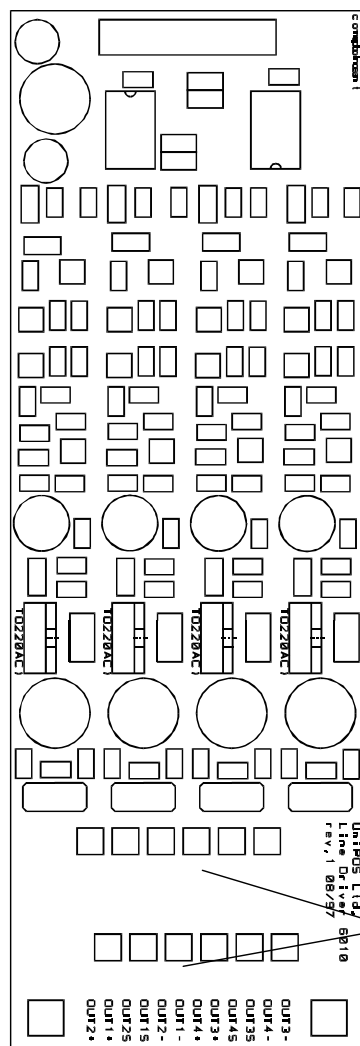 TO220AC)
TO220AC)
TO220AC)
TO220AC)
UniPOS Ltd.
Line Driver 6010
rev.1 08/97
OUT3-
OUT4-
OUT3S
OUT4S
OUT3+
OUT4+
OUT1-
OUT2-
OUT1S
OUT2S
OUT1+
OUT2+